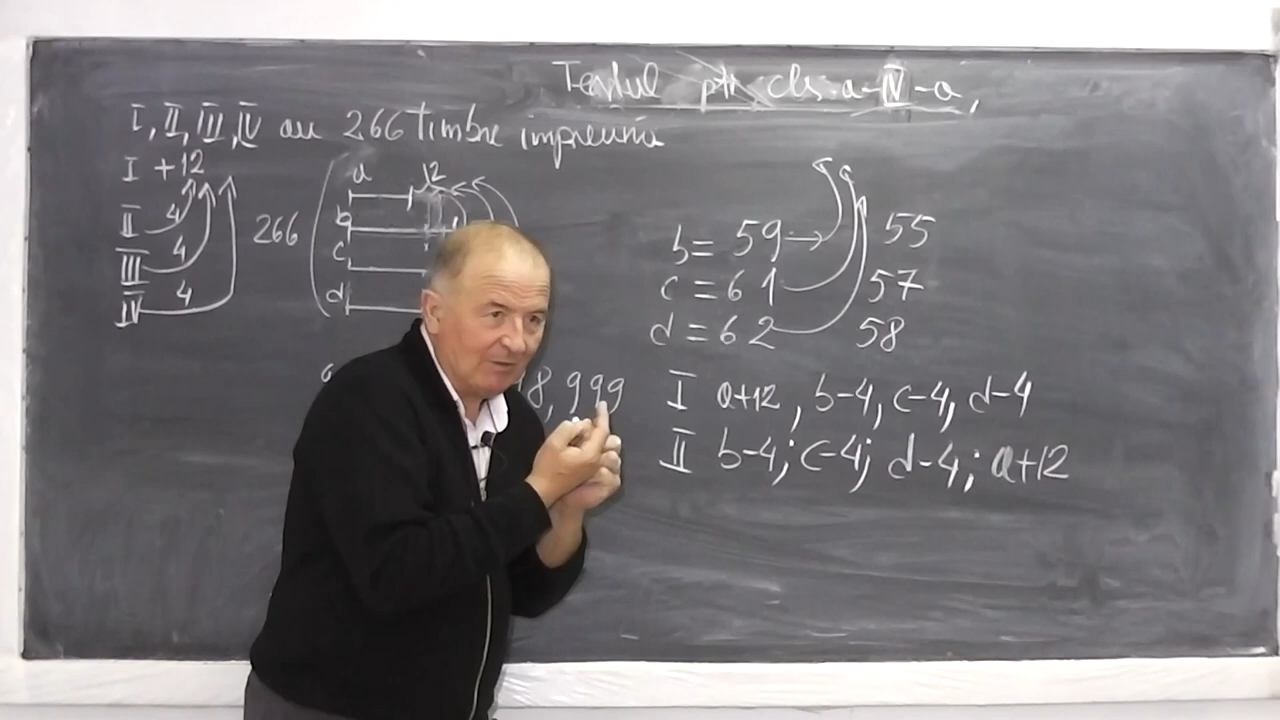 Testul ptr cls. a-IV-a,
I, II, III, IV au 266 timbre împreună
I +12
II 4
III 4
IV 4
266
a 12
b
c
d
b = 59 → 55
c = 61 57
d = 62 58
8,999
I a+12, b-4, c-4, d-4
II b-4; c-4; d-4; a+12